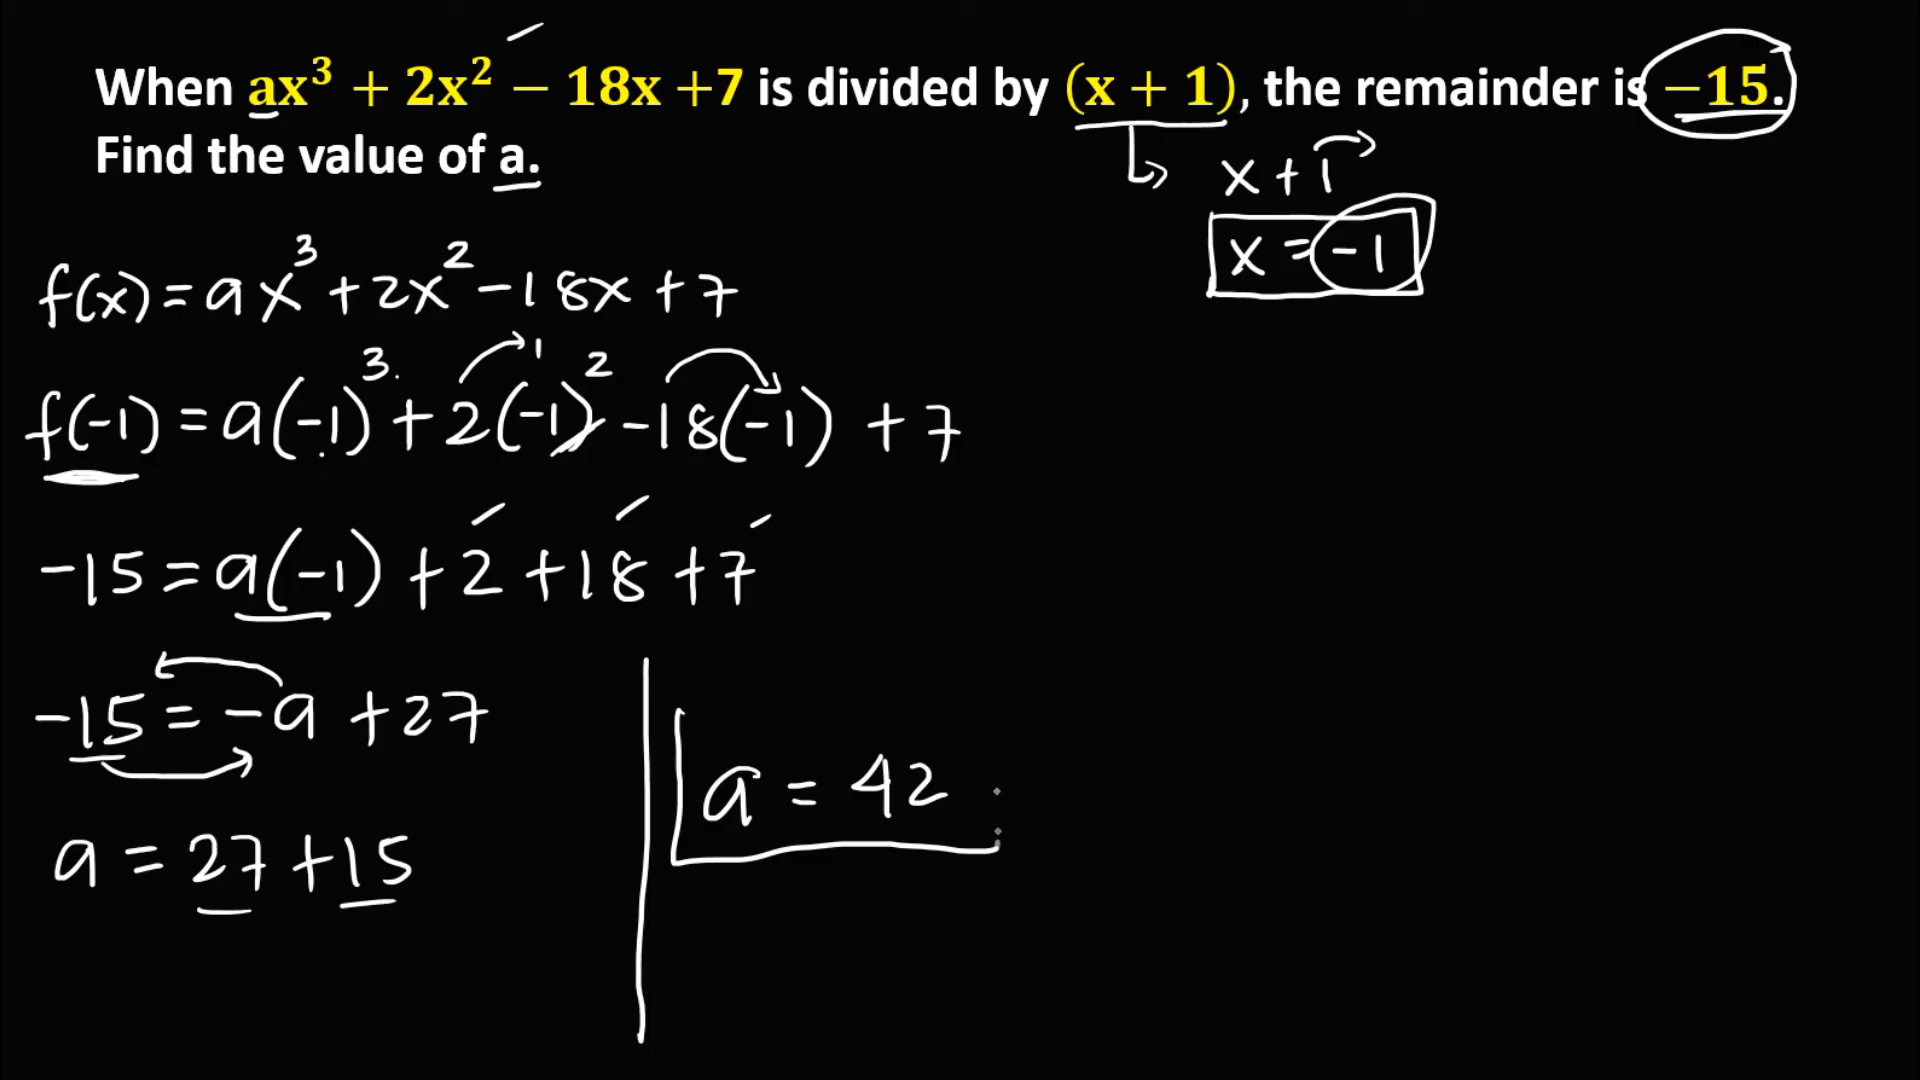 When ax³ + 2x² − 18x +7 is divided by (x + 1), the remainder is −15.
Find the value of a.
x + 1
x = -1
f(x) = ax³ + 2x² - 18x + 7
f(-1) = a(-1)³ + 2(-1)² - 18(-1) + 7
1
-15 = a(-1) + 2 + 18 + 7
-15 = -a + 27
a = 27 + 15
a = 42